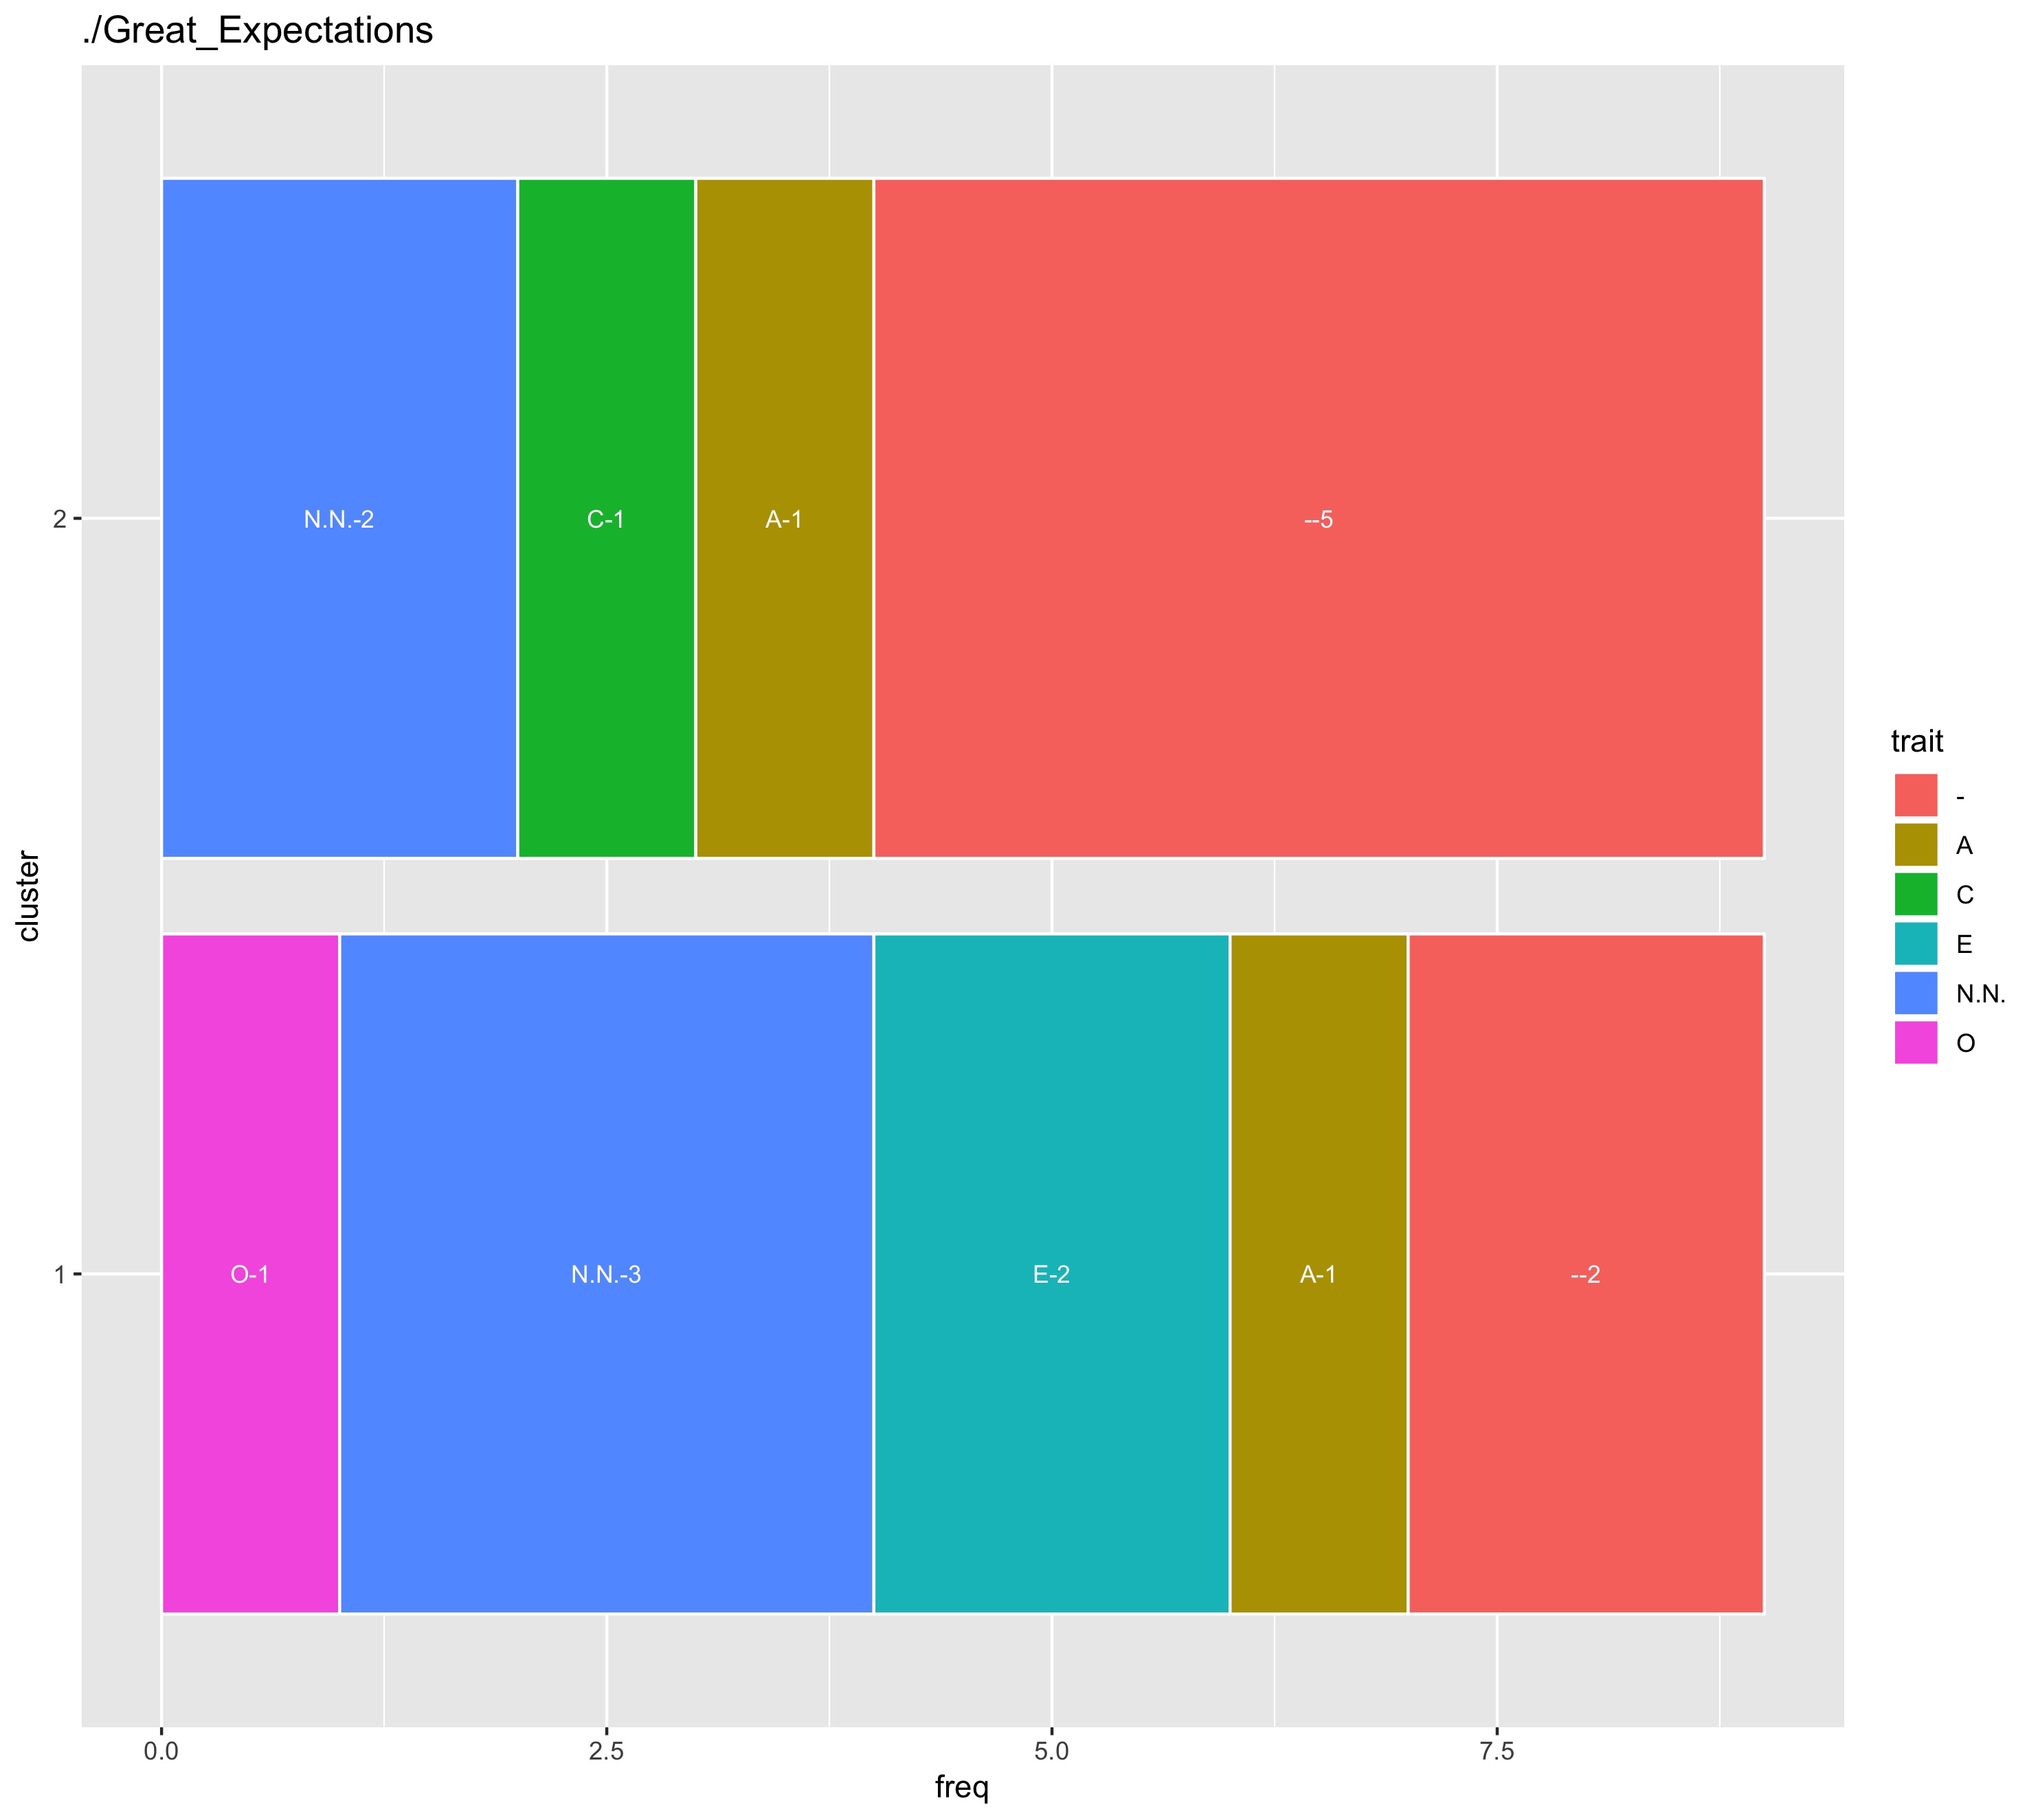 ./Great_Expectations
cluster
2
N.N.-2 C-1 A-1 --5
1
O-1 N.N.-3 E-2 A-1 --2
0.0 2.5 5.0 7.5
freq
trait
-
A
C
E
N.N.
O